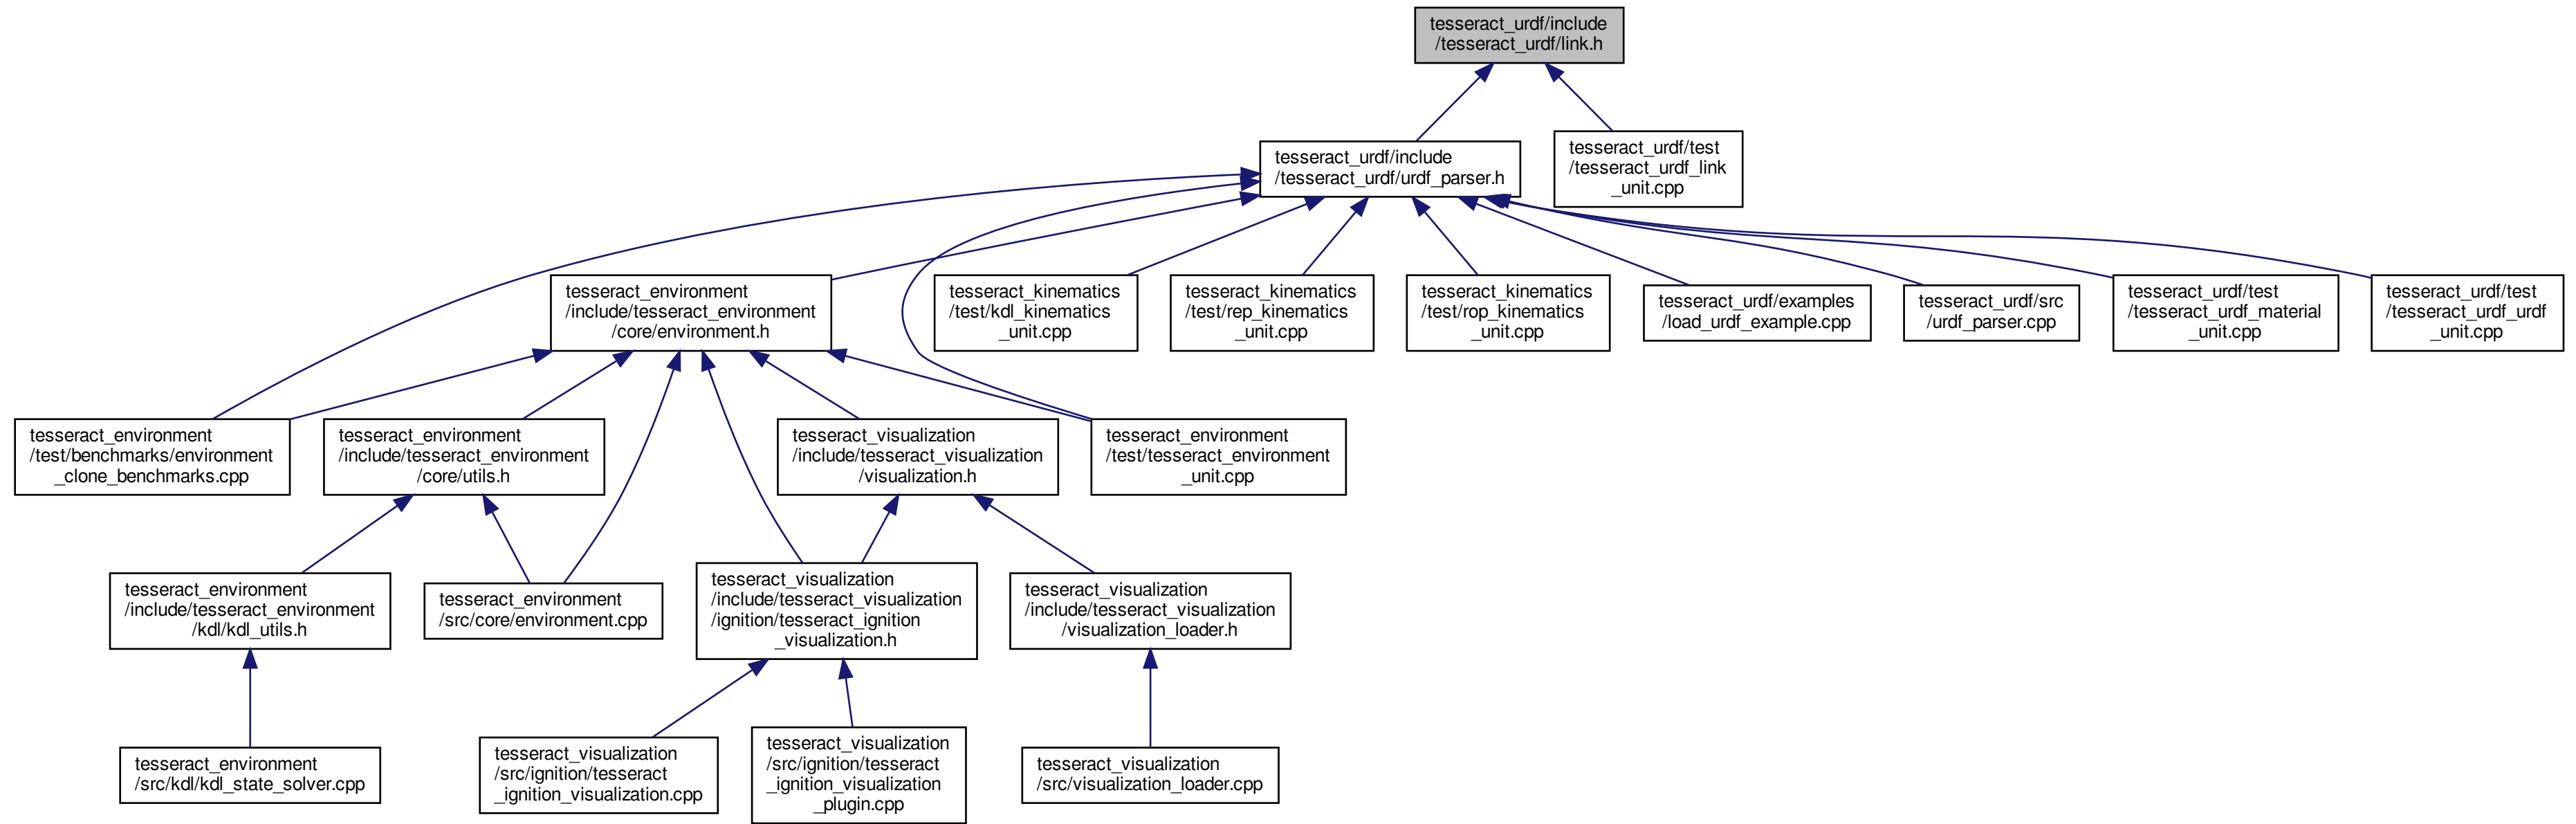 tesseract_urdf/include
/tesseract_urdf/link.h
tesseract_urdf/include
/tesseract_urdf/urdf_parser.h
tesseract_urdf/test
/tesseract_urdf_link
_unit.cpp
tesseract_environment
/include/tesseract_environment
/core/environment.h
tesseract_kinematics
/test/kdl_kinematics
_unit.cpp
tesseract_kinematics
/test/rep_kinematics
_unit.cpp
tesseract_kinematics
/test/rop_kinematics
_unit.cpp
tesseract_urdf/examples
/load_urdf_example.cpp
tesseract_urdf/src
/urdf_parser.cpp
tesseract_urdf/test
/tesseract_urdf_material
_unit.cpp
tesseract_urdf/test
/tesseract_urdf_urdf
_unit.cpp
tesseract_environment
/test/benchmarks/environment
_clone_benchmarks.cpp
tesseract_environment
/include/tesseract_environment
/core/utils.h
tesseract_visualization
/include/tesseract_visualization
/visualization.h
tesseract_environment
/test/tesseract_environment
_unit.cpp
tesseract_environment
/include/tesseract_environment
/kdl/kdl_utils.h
tesseract_environment
/src/core/environment.cpp
tesseract_visualization
/include/tesseract_visualization
/ignition/tesseract_ignition
_visualization.h
tesseract_visualization
/include/tesseract_visualization
/visualization_loader.h
tesseract_environment
/src/kdl/kdl_state_solver.cpp
tesseract_visualization
/src/ignition/tesseract
_ignition_visualization.cpp
tesseract_visualization
/src/ignition/tesseract
_ignition_visualization
_plugin.cpp
tesseract_visualization
/src/visualization_loader.cpp